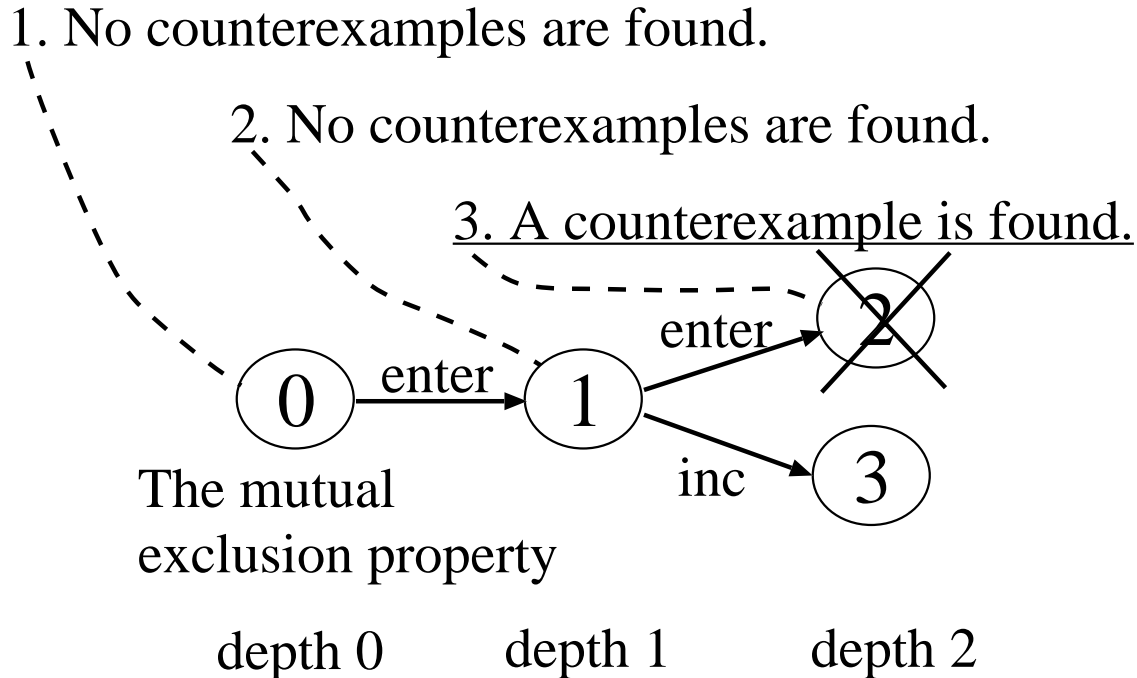 1. No counterexamples are found.
2. No counterexamples are found.
3. A counterexample is found.
enter
2
0
enter
1
inc
3
The mutual
exclusion property
depth 0
depth 1
depth 2